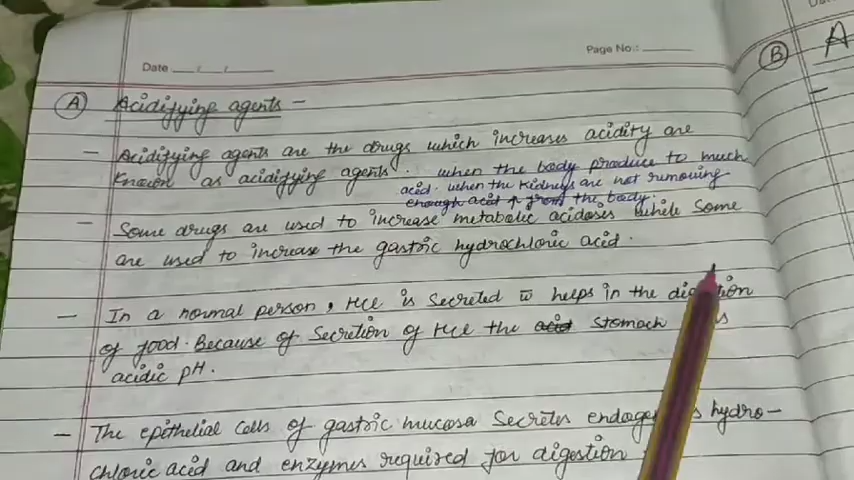 Date / /
Page No.:
Ⓐ Acidifying agents -
- Acidifying agents are the drugs which increases acidity are
known as acidifying agents. when the body produce to much
acid. when the kidneys are not removing
enough acid from the body.
- Some drugs are used to increase metabolic acidoses while Some
are used to increase the gastric hydrochloric acid.
- In a normal person, HCl is secreted helps in the
of food. Because of Secretion of HCl the stomach
acidic pH.
- The epithelial cells of gastric mucosa Secretes hydro-
chloric acid and enzymes required for digestion
Ⓑ A